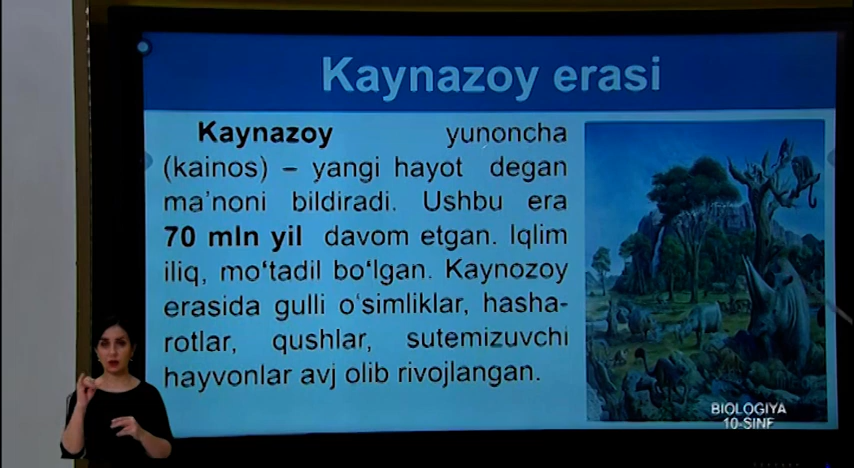 Kaynazoy erasi
Kaynazoy yunoncha
(kainos) – yangi hayot degan
ma'noni bildiradi. Ushbu era
70 mln yil davom etgan. Iqlim
iliq, mo‘tadil bo‘lgan. Kaynozoy
erasida gulli o‘simliklar, hasha-
rotlar, qushlar, sutemizuvchi
hayvonlar avj olib rivojlangan.
BIOLOGIYA
10-SINF